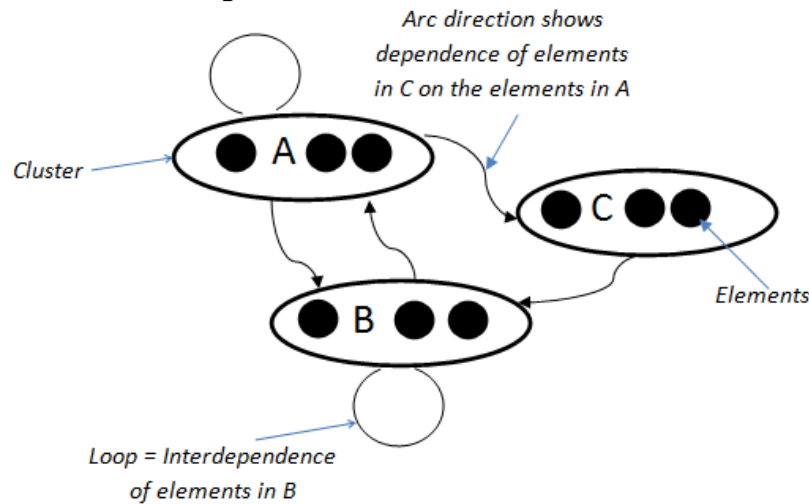 Arc direction shows
dependence of elements
in C on the elements in A
A
Cluster
C
Elements
B
Loop = Interdependence
of elements in B